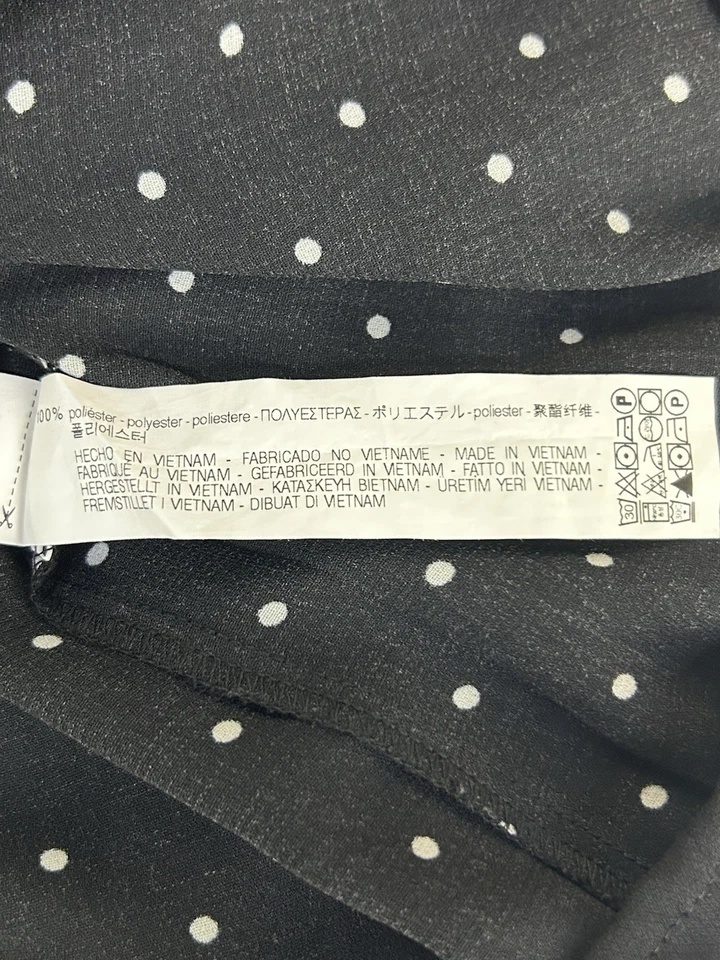 100% poliéster - polyester - poliestere - ΠΟΛΥΕΣΤΕΡΑΣ - ポリエステル - poliester - 聚酯纤维 -
폴리에스터
HECHO EN VIETNAM - FABRICADO NO VIETNAME - MADE IN VIETNAM -
FABRIQUÉ AU VIETNAM - GEFABRICEERD IN VIETNAM - FATTO IN VIETNAM -
HERGESTELLT IN VIETNAM - ΚΑΤΑΣΚΕΥΗ ΒΙΕΤΝΑΜ - ÜRETIM YERI VIETNAM -
FREMSTILLET I VIETNAM - DIBUAT DI VIETNAM
P P
30